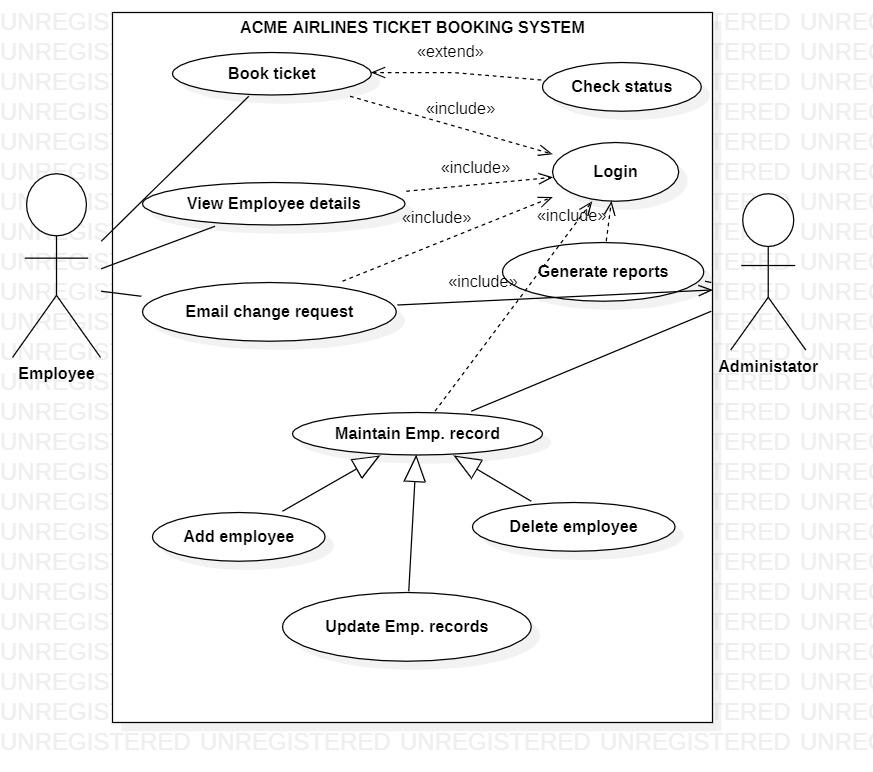 ACME AIRLINES TICKET BOOKING SYSTEM
«extend»
Book ticket
Check status
«include»
«include»
Login
View Employee details
«include»
«include»
Generate reports
«include»
Email change request
Employee
Administator
Maintain Emp. record
Add employee
Delete employee
Update Emp. records
UNREGISTERED UNREGISTERED UNREGISTERED UNREGISTERED